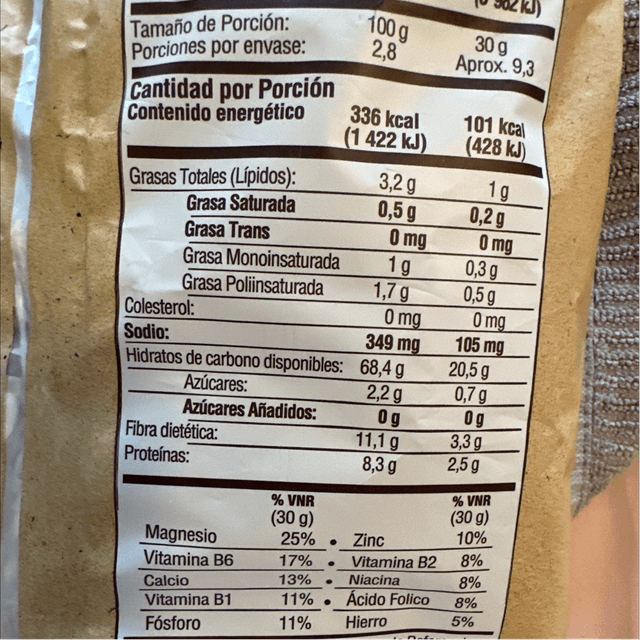 Tamaño de Porción: 100 g 30 g
Porciones por envase: 2,8 Aprox. 9,3
Cantidad por Porción
Contenido energético 336 kcal 101 kcal
(1 422 kJ) (428 kJ)
Grasas Totales (Lípidos): 3,2 g 1 g
Grasa Saturada 0,5 g 0,2 g
Grasa Trans 0 mg 0 mg
Grasa Monoinsaturada 1 g 0,3 g
Grasa Poliinsaturada 1,7 g 0,5 g
Colesterol: 0 mg 0 mg
Sodio: 349 mg 105 mg
Hidratos de carbono disponibles: 68,4 g 20,5 g
Azúcares: 2,2 g 0,7 g
Azúcares Añadidos: 0 g 0 g
Fibra dietética: 11,1 g 3,3 g
Proteínas: 8,3 g 2,5 g
% VNR % VNR
(30 g) (30 g)
Magnesio 25% • Zinc 10%
Vitamina B6 17% • Vitamina B2 8%
Calcio 13% • Niacina 8%
Vitamina B1 11% • Ácido Folico 8%
Fósforo 11% Hierro 5%